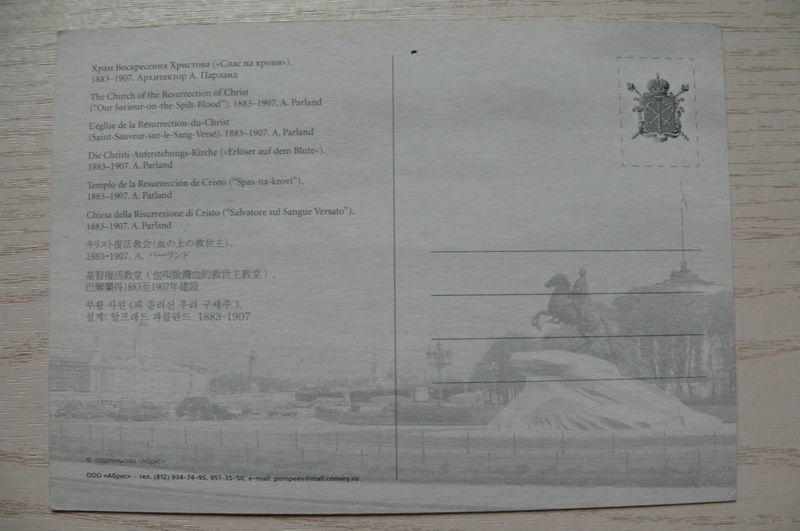 Храм Воскресения Христова («Спас на крови»).
1883–1907. Архитектор А. Парланд
The Church of the Resurrection of Christ
(“Our Saviour-on-the-Spilt-Blood”). 1883–1907. A. Parland
L'église de la Résurrection-du-Christ
(Saint-Sauveur-sur-le-Sang-Versé). 1883–1907. A. Parland
Die Christi-Auferstehungs-Kirche («Erlöser auf dem Blute»).
1883–1907. A. Parland
Templo de la Resurrección de Cristo (“Spas-na-krovi”).
1883–1907. A. Parland
Chiesa della Risurrezione di Cristo (“Salvatore sul Sangue Versato”).
1883–1907. A. Parland
キリスト復活教会(血の上の救世主)。
1883-1907. A. パーランド
基督復活教堂(也叫做濺血的救世主教堂)。
巴爾蘭得1883至1907年建設
부활 사원 (피 흘리신 우리 구세주).
설계: 알프레드 파를란드. 1883-1907
© Издательство «Абрис»
ООО «Абрис» – тел. (812) 934-74-95, 951-35-50, e-mail: pompeev@mail.convey.ru